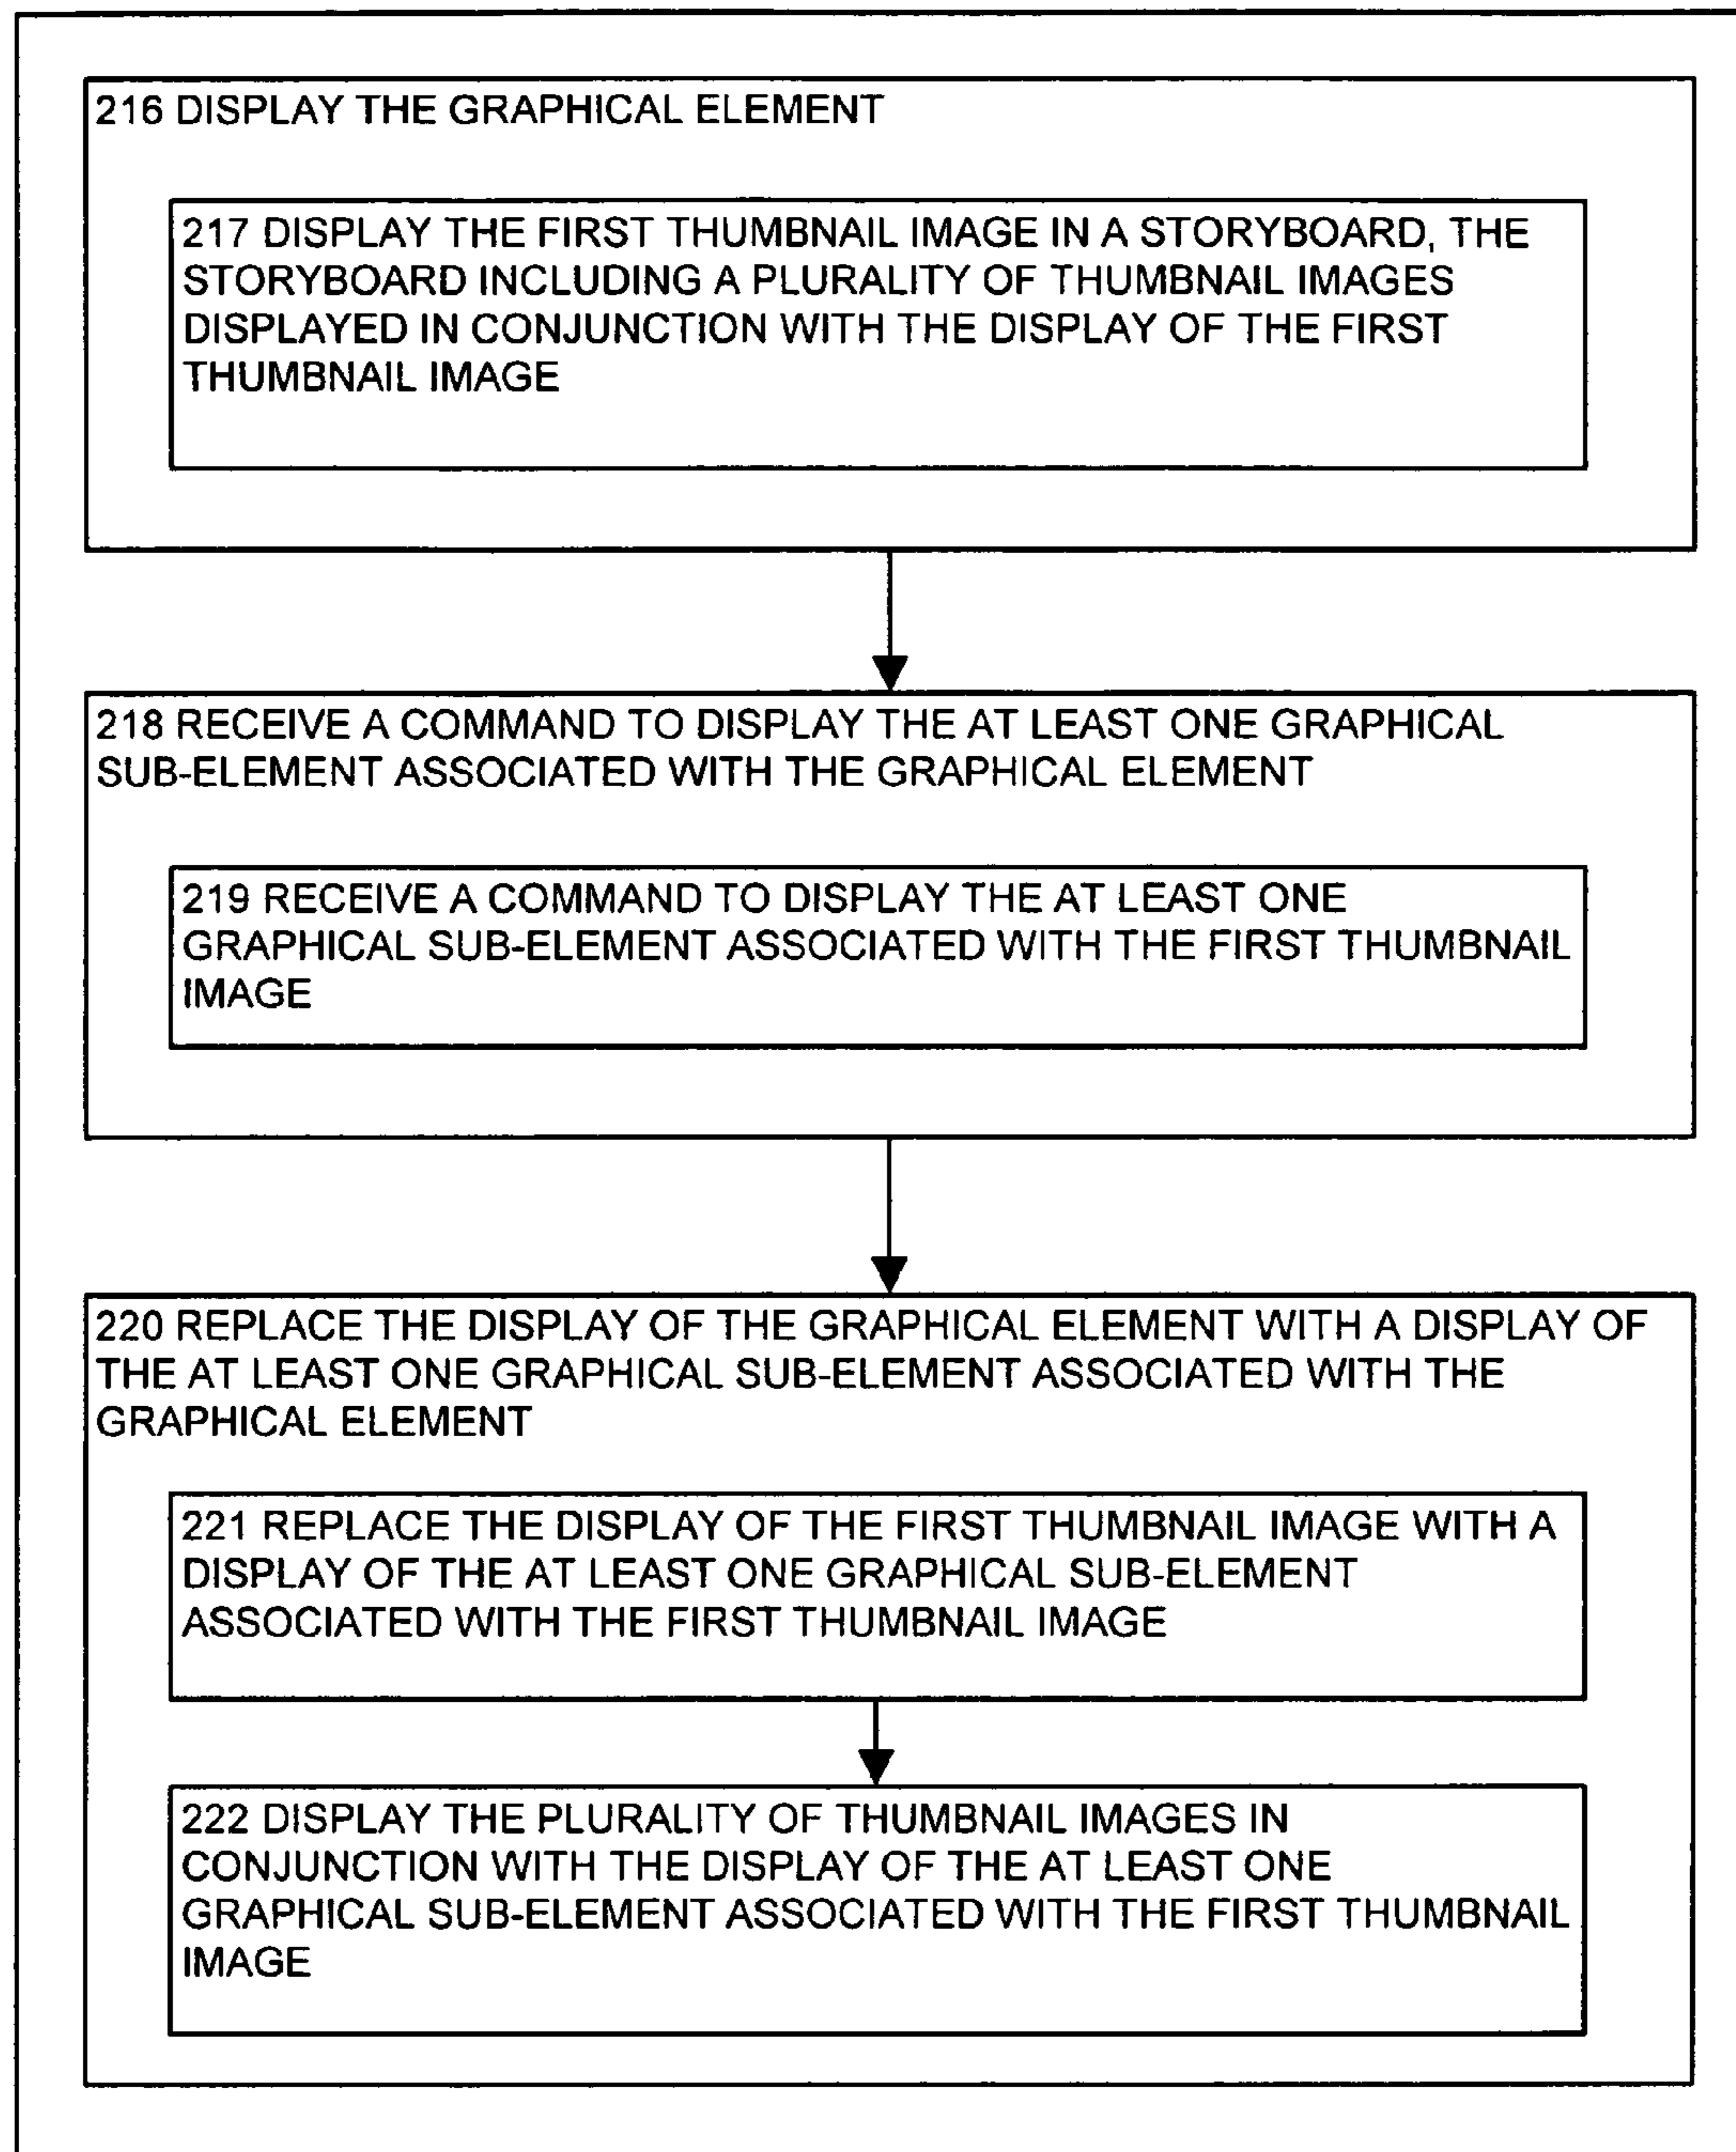 216 DISPLAY THE GRAPHICAL ELEMENT
217 DISPLAY THE FIRST THUMBNAIL IMAGE IN A STORYBOARD, THE
STORYBOARD INCLUDING A PLURALITY OF THUMBNAIL IMAGES
DISPLAYED IN CONJUNCTION WITH THE DISPLAY OF THE FIRST
THUMBNAIL IMAGE
218 RECEIVE A COMMAND TO DISPLAY THE AT LEAST ONE GRAPHICAL
SUB-ELEMENT ASSOCIATED WITH THE GRAPHICAL ELEMENT
219 RECEIVE A COMMAND TO DISPLAY THE AT LEAST ONE
GRAPHICAL SUB-ELEMENT ASSOCIATED WITH THE FIRST THUMBNAIL
IMAGE
220 REPLACE THE DISPLAY OF THE GRAPHICAL ELEMENT WITH A DISPLAY OF
THE AT LEAST ONE GRAPHICAL SUB-ELEMENT ASSOCIATED WITH THE
GRAPHICAL ELEMENT
221 REPLACE THE DISPLAY OF THE FIRST THUMBNAIL IMAGE WITH A
DISPLAY OF THE AT LEAST ONE GRAPHICAL SUB-ELEMENT
ASSOCIATED WITH THE FIRST THUMBNAIL IMAGE
222 DISPLAY THE PLURALITY OF THUMBNAIL IMAGES IN
CONJUNCTION WITH THE DISPLAY OF THE AT LEAST ONE
GRAPHICAL SUB-ELEMENT ASSOCIATED WITH THE FIRST THUMBNAIL
IMAGE